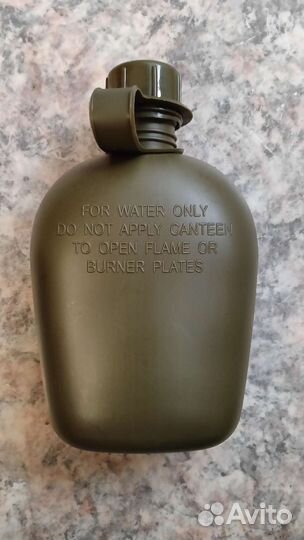 FOR WATER ONLY
DO NOT APPLY CANTEEN
TO OPEN FLAME OR
BURNER PLATES
Avito